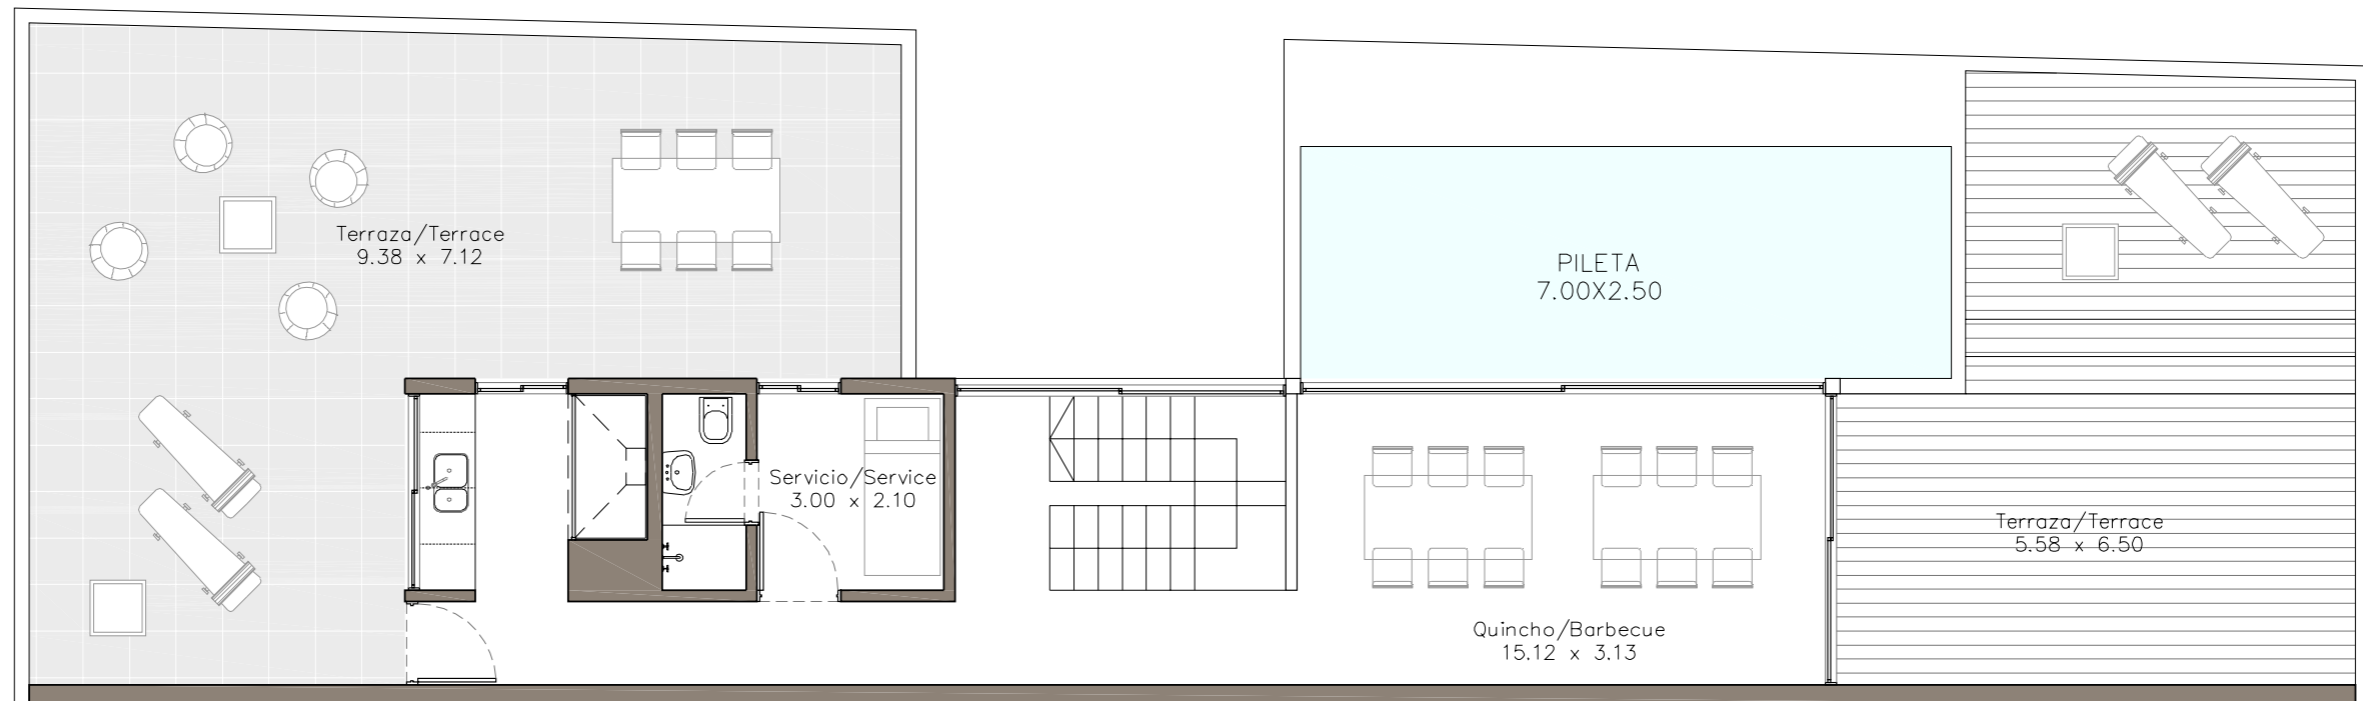 Terraza/Terrace
9.38 x 7.12
PILETA
7.00X2.50
Servicio/Service
3.00 x 2.10
Terraza/Terrace
5.58 x 6.50
Quincho/Barbecue
15.12 x 3.13